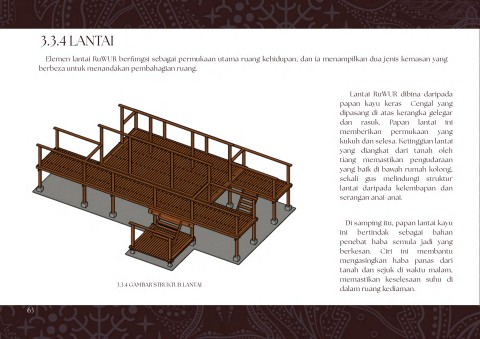 3.3.4 LANTAI
Elemen lantai RuWUR berfungsi sebagai permukaan utama ruang kehidupan, dan ia menampilkan dua jenis kemasan yang
berbeza untuk menandakan pembahagian ruang.
Lantai RuWUR dibina daripada
papan kayu keras Cengal yang
dipasang di atas kerangka gelegar
dan rasuk. Papan lantai ini
memberikan permukaan yang
kukuh dan selesa. Ketinggian lantai
yang diangkat dari tanah oleh
tiang memastikan pengudaraan
yang baik di bawah rumah kolong,
sekali gus melindungi struktur
lantai daripada kelembapan dan
serangan anai-anai.
Di samping itu, papan lantai kayu
ini bertindak sebagai bahan
penebat haba semula jadi yang
berkesan. Ciri ini membantu
mengasingkan haba panas dari
tanah dan sejuk di waktu malam,
memastikan keselesaan suhu di
dalam ruang kediaman.
3.3.4 GAMBAR STRUKTUR LANTAI
63